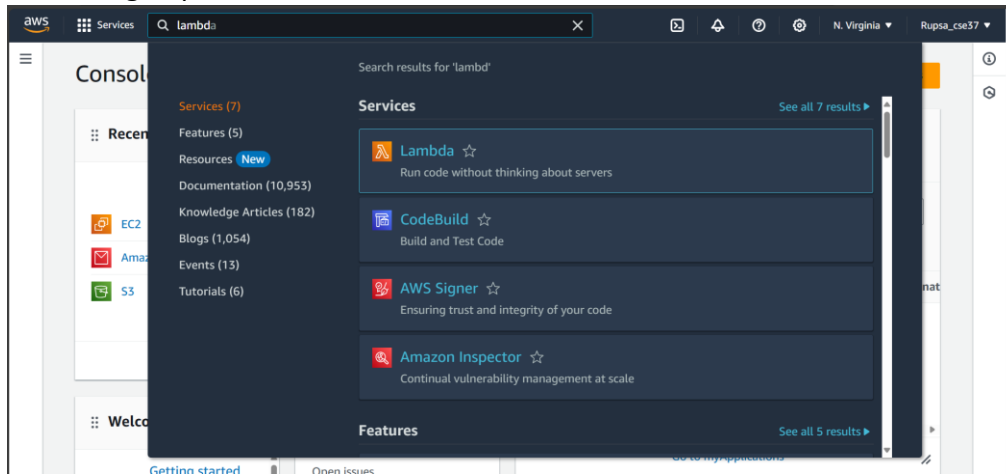 aws Services lambda N. Virginia ▼ Rupsa_cse37 ▼
Consol
Search results for 'lambd'
Services (7)
Features (5)
Resources New
Documentation (10,953)
Knowledge Articles (182)
Blogs (1,054)
Events (13)
Tutorials (6)
Services See all 7 results ▶
Lambda
Run code without thinking about servers
CodeBuild
Build and Test Code
AWS Signer
Ensuring trust and integrity of your code
Amazon Inspector
Continual vulnerability management at scale
Features See all 5 results ▶
Recen
EC2
Amaz
S3
nat
Welco
Getting started
Open issues
Go to myApplications